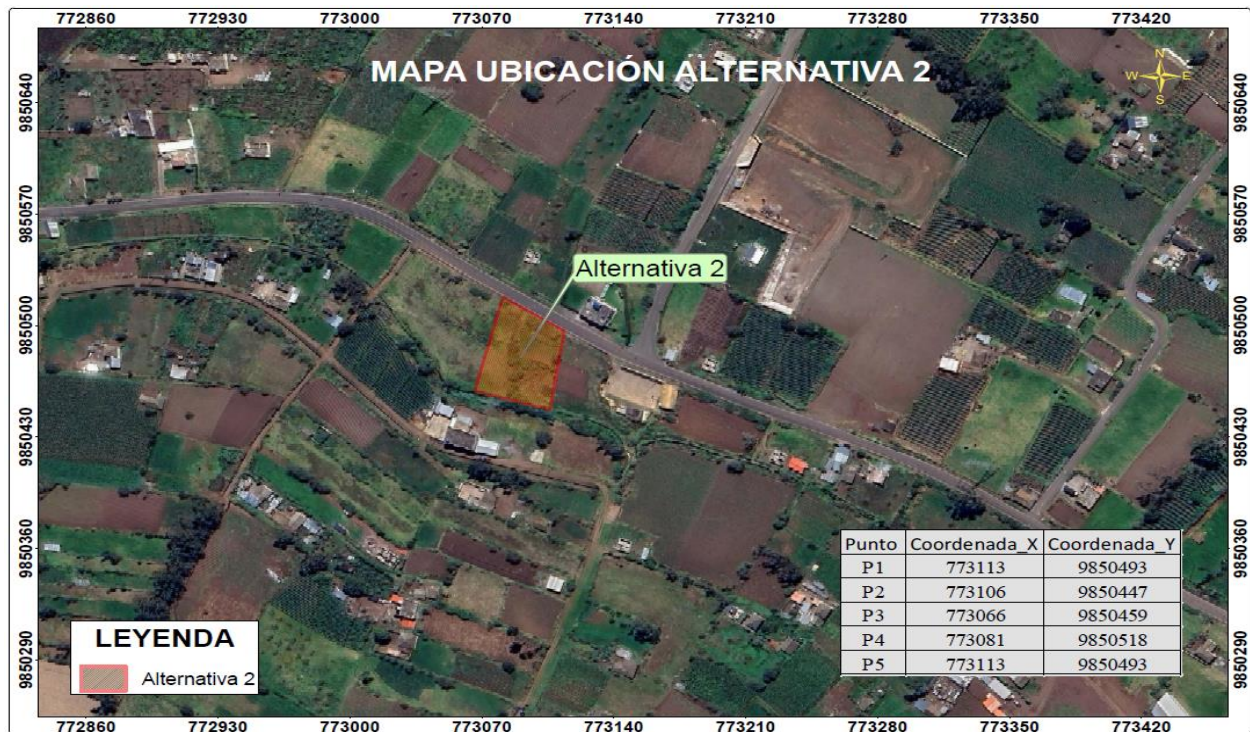 772860 772930 773000 773070 773140 773210 773280 773350 773420
MAPA UBICACIÓN ALTERNATIVA 2
N
W E
S
9850640 9850640
9850570 9850570
Alternativa 2
9850500 9850500
9850430 9850430
9850360 9850360
Punto Coordenada_X Coordenada_Y
P1 773113 9850493
P2 773106 9850447
P3 773066 9850459
P4 773081 9850518
P5 773113 9850493
LEYENDA
Alternativa 2
9850290 9850290
772860 772930 773000 773070 773140 773210 773280 773350 773420